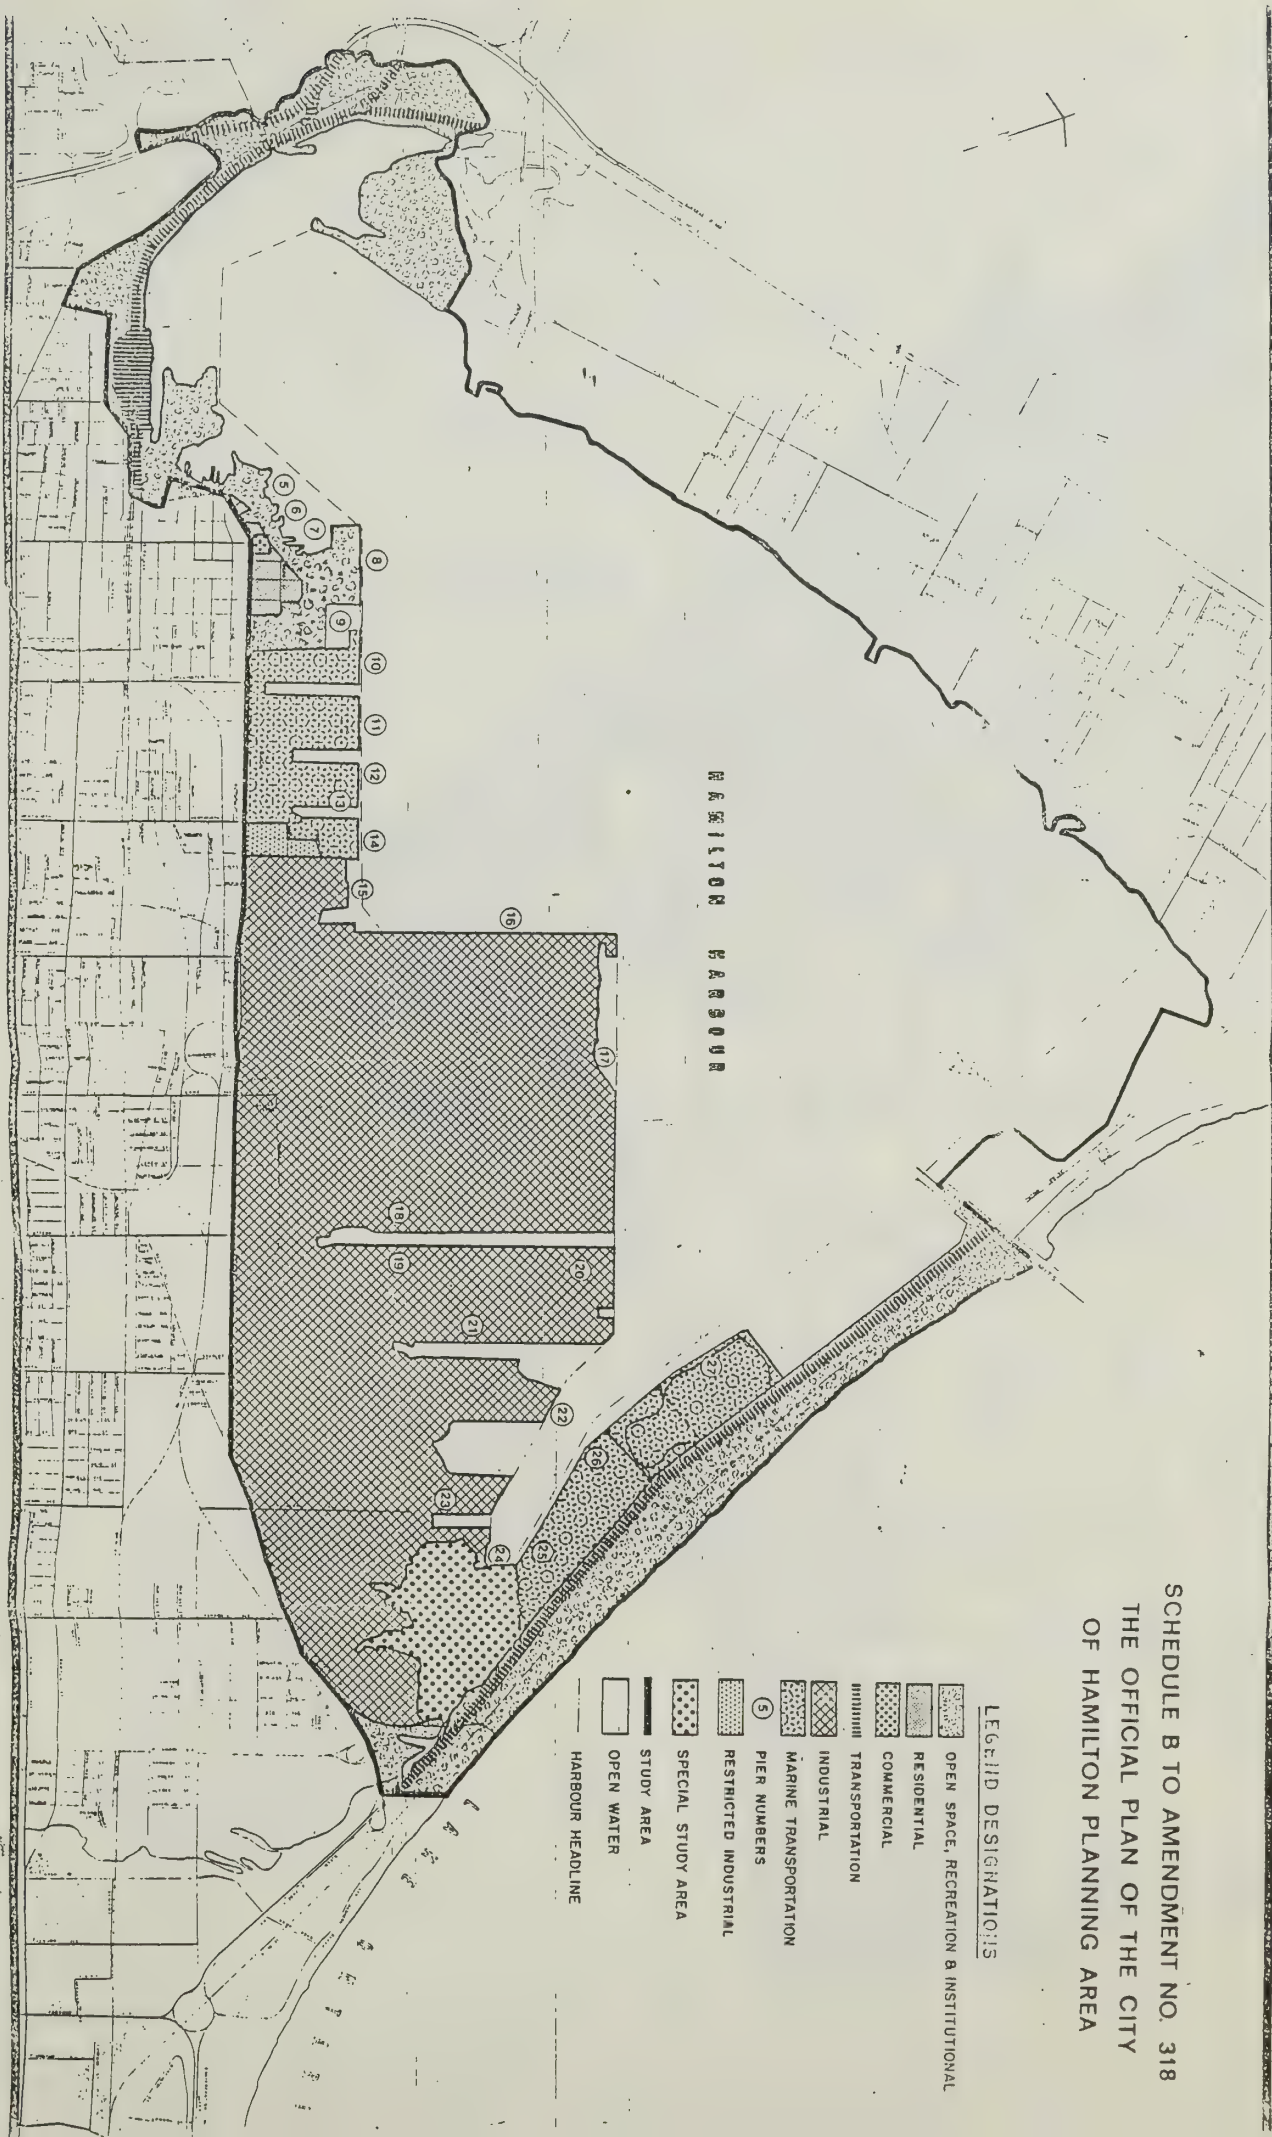 SCHEDULE B TO AMENDMENT NO. 318
THE OFFICIAL PLAN OF THE CITY
OF HAMILTON PLANNING AREA
LEGEND DESIGNATIONS
OPEN SPACE, RECREATION & INSTITUTIONAL
RESIDENTIAL
COMMERCIAL
TRANSPORTATION
INDUSTRIAL
MARINE TRANSPORTATION
5 PIER NUMBERS
RESTRICTED INDUSTRIAL
SPECIAL STUDY AREA
STUDY AREA
OPEN WATER
HARBOUR HEADLINE
HAMILTON HARBOUR
5
6
7
8
9
10
11
12
13
14
15
16
17
18
19
20
21
22
23
24
25
26